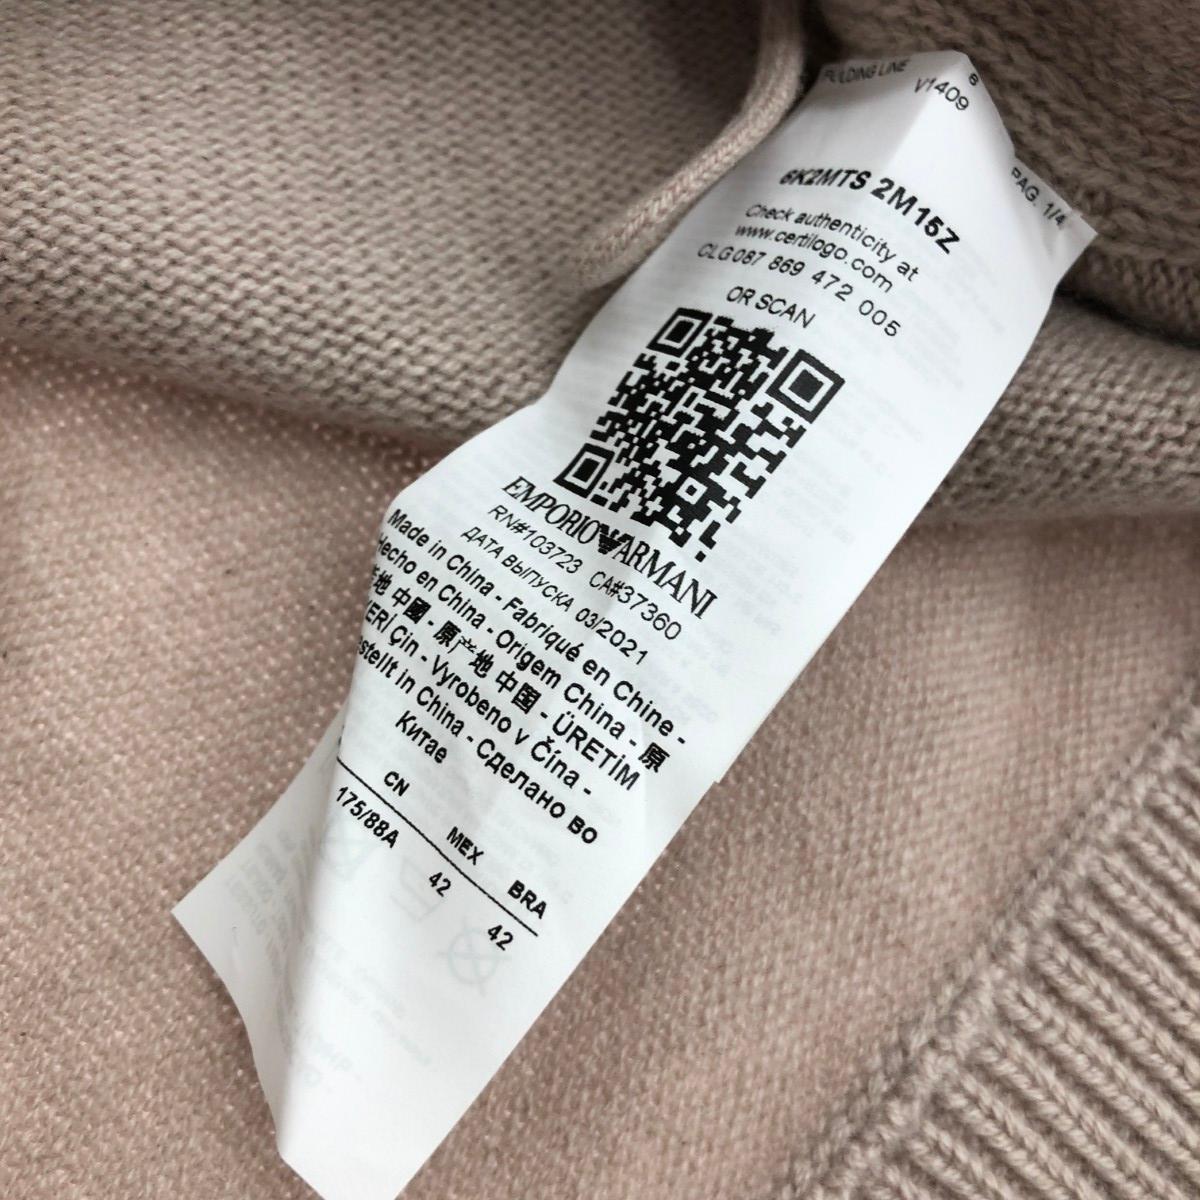 FOLDING LINE
8
V1409
PAG. 1/4
6K2MTS 2M15Z
Check authenticity at
www.certilogo.com
CLG 087 869 472 005
OR SCAN
EMPORIO ARMANI
RN#103723 CA#37360
ДАТА ВЫПУСКА 03/2021
Made in China - Fabriqué en Chine -
Hecho en China - Origem China - 原
地 中國 - 原产地 中国 - ÜRETİM
YERİ Çin - Vyrobeno v Čína -
stellt in China - Сделано во
Китае
CN MEX BRA
175/88A 42 42